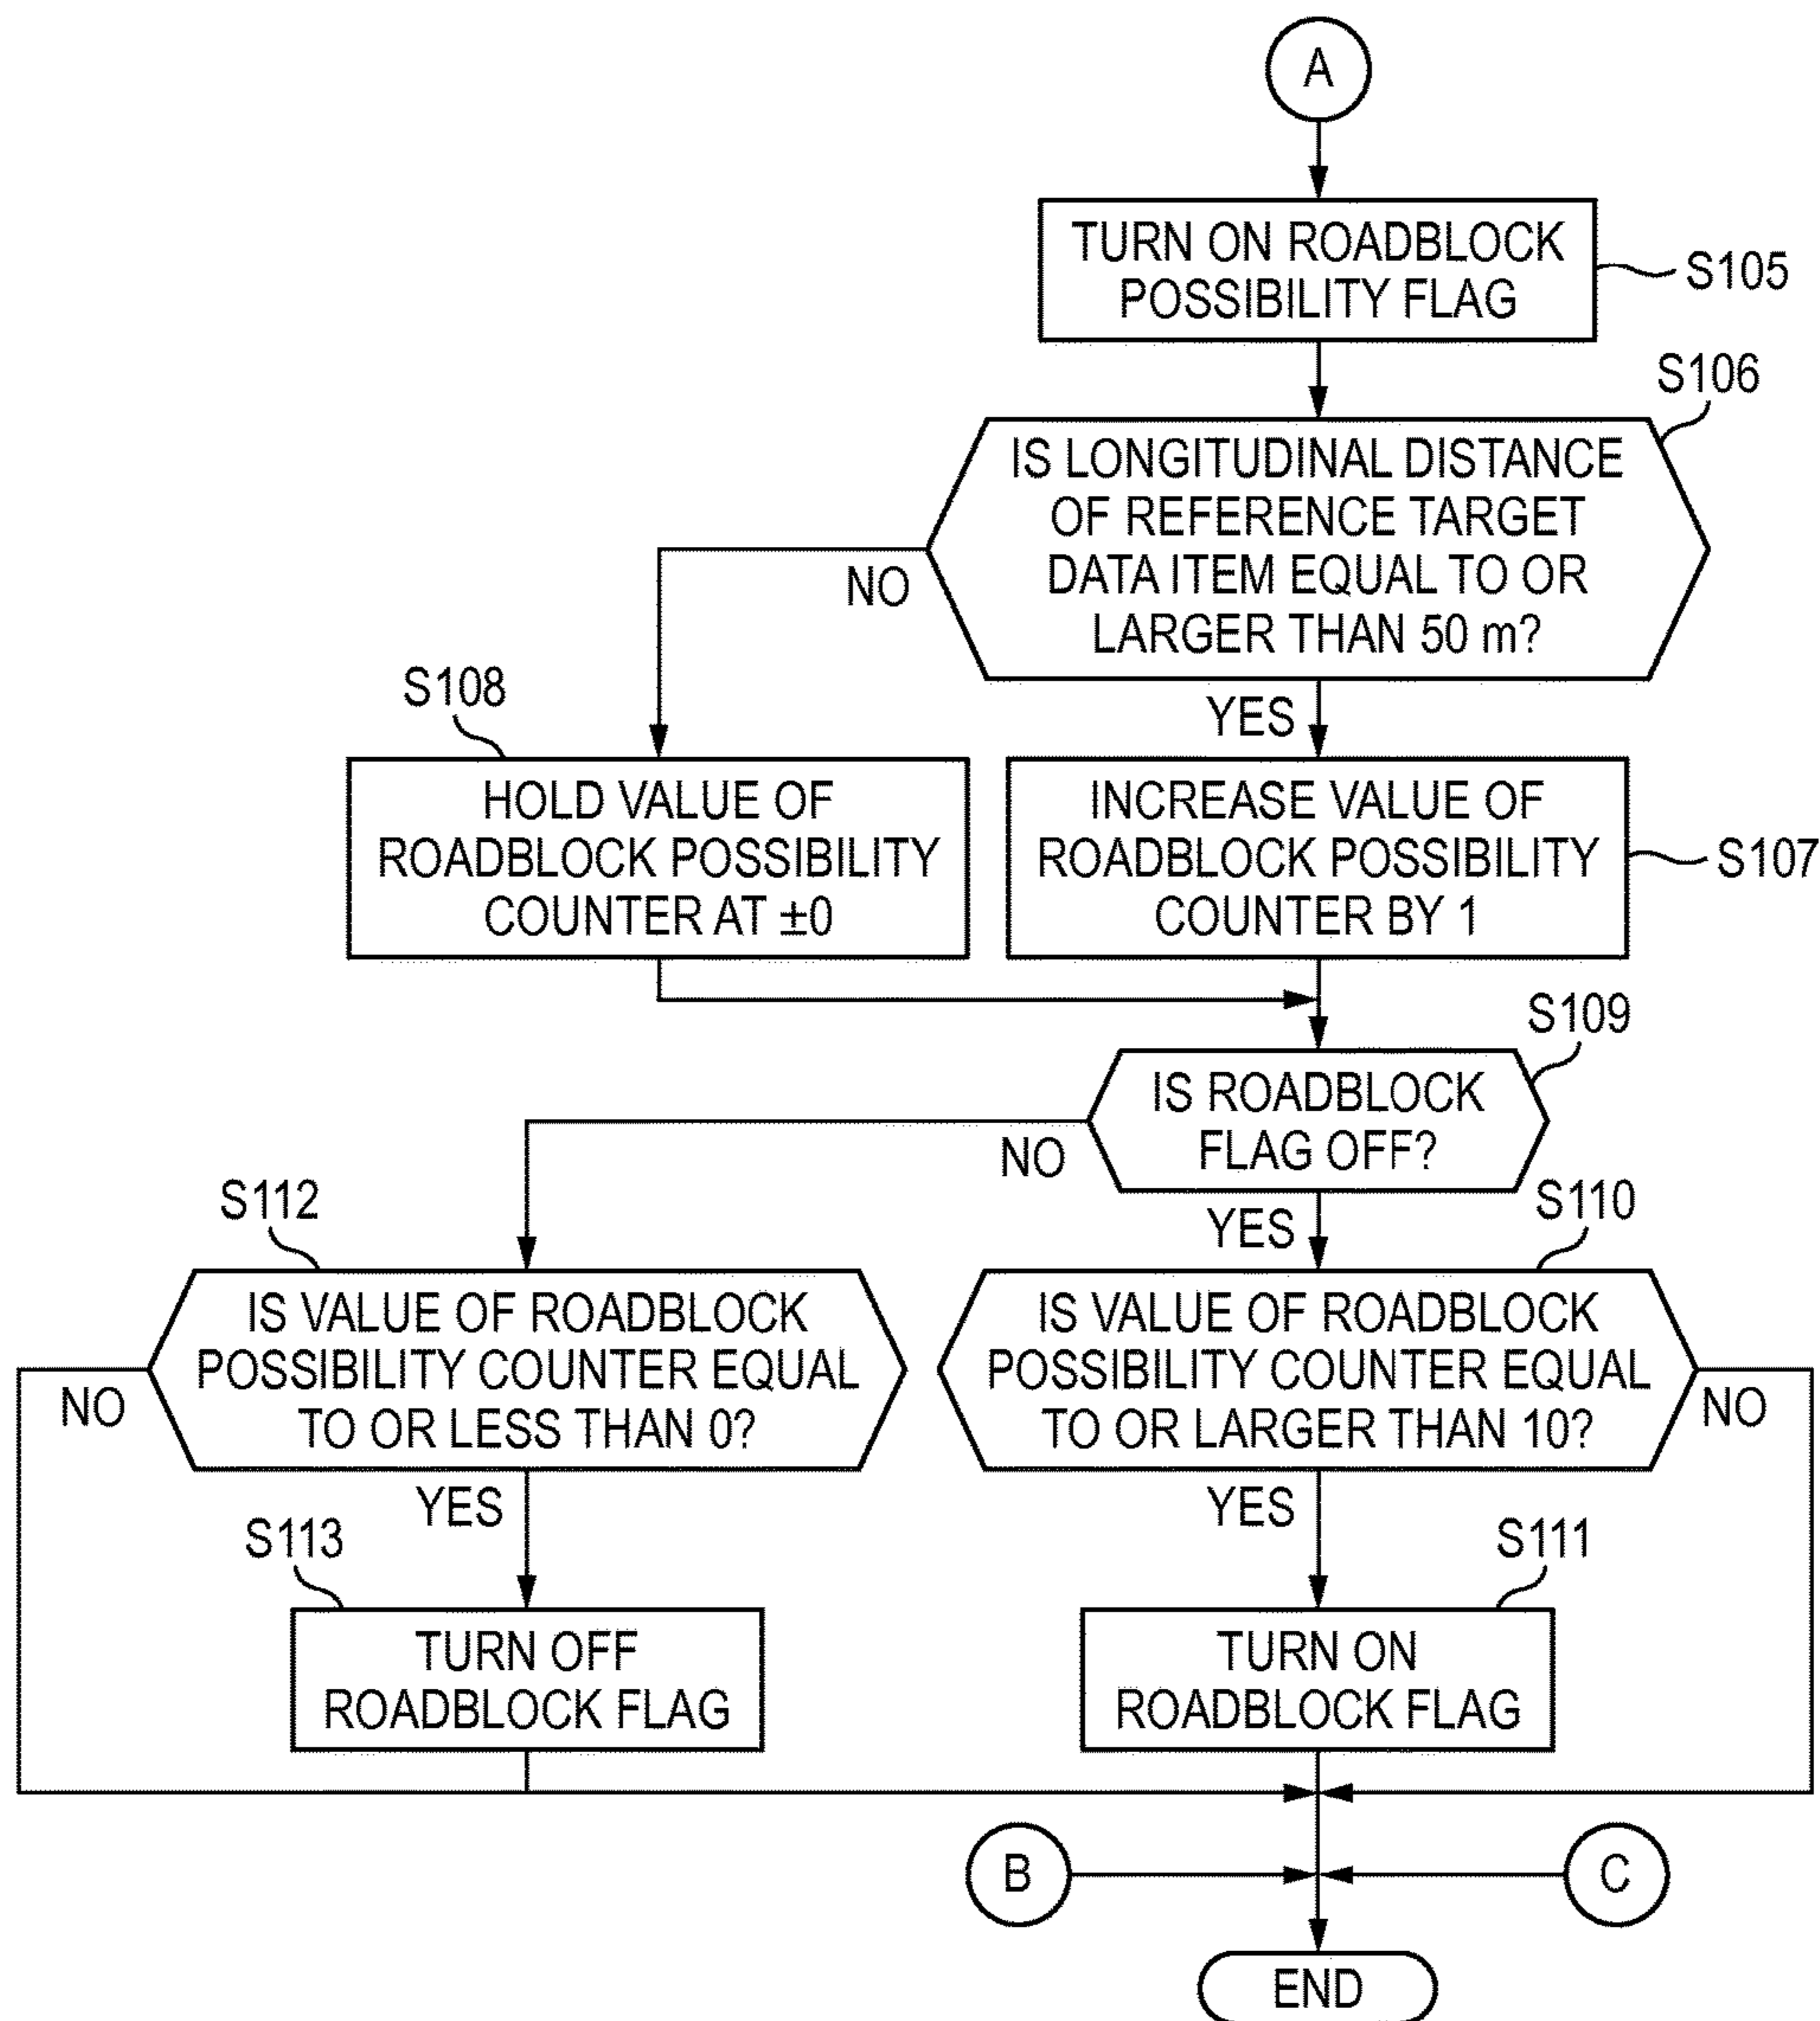 A
TURN ON ROADBLOCK
POSSIBILITY FLAG
S105
S106
IS LONGITUDINAL DISTANCE
OF REFERENCE TARGET
DATA ITEM EQUAL TO OR
LARGER THAN 50 m?
NO
YES
S108
HOLD VALUE OF
ROADBLOCK POSSIBILITY
COUNTER AT ±0
INCREASE VALUE OF
ROADBLOCK POSSIBILITY
COUNTER BY 1
S107
S109
IS ROADBLOCK
FLAG OFF?
NO
YES
S112
IS VALUE OF ROADBLOCK
POSSIBILITY COUNTER EQUAL
TO OR LESS THAN 0?
NO
YES
S110
IS VALUE OF ROADBLOCK
POSSIBILITY COUNTER EQUAL
TO OR LARGER THAN 10?
NO
YES
S113
TURN OFF
ROADBLOCK FLAG
S111
TURN ON
ROADBLOCK FLAG
B
C
END